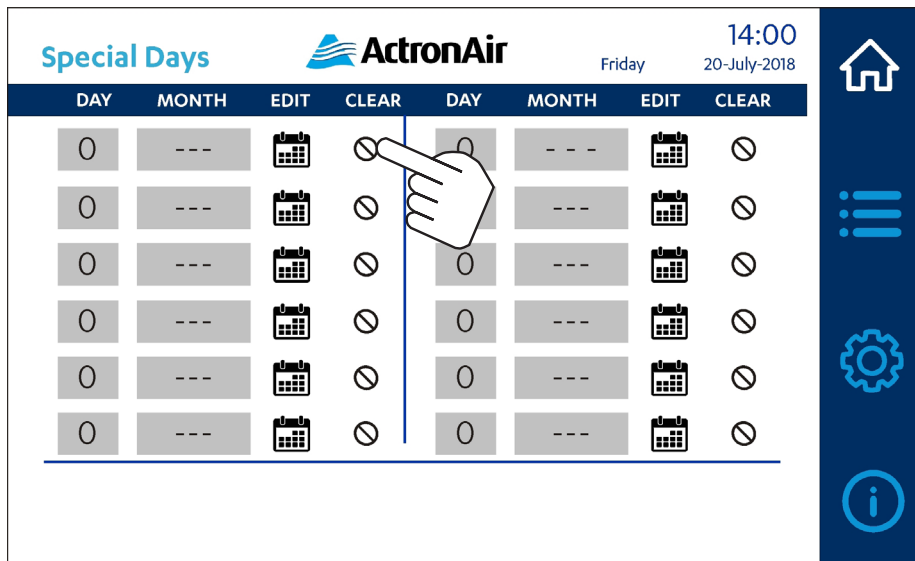 Special Days
ActronAir
Friday
14:00
20-July-2018
DAY MONTH EDIT CLEAR DAY MONTH EDIT CLEAR
0 --- 0 - - -
0 --- ---
0 --- 0 ---
0 --- 0 ---
0 --- 0 ---
0 --- 0 ---
i